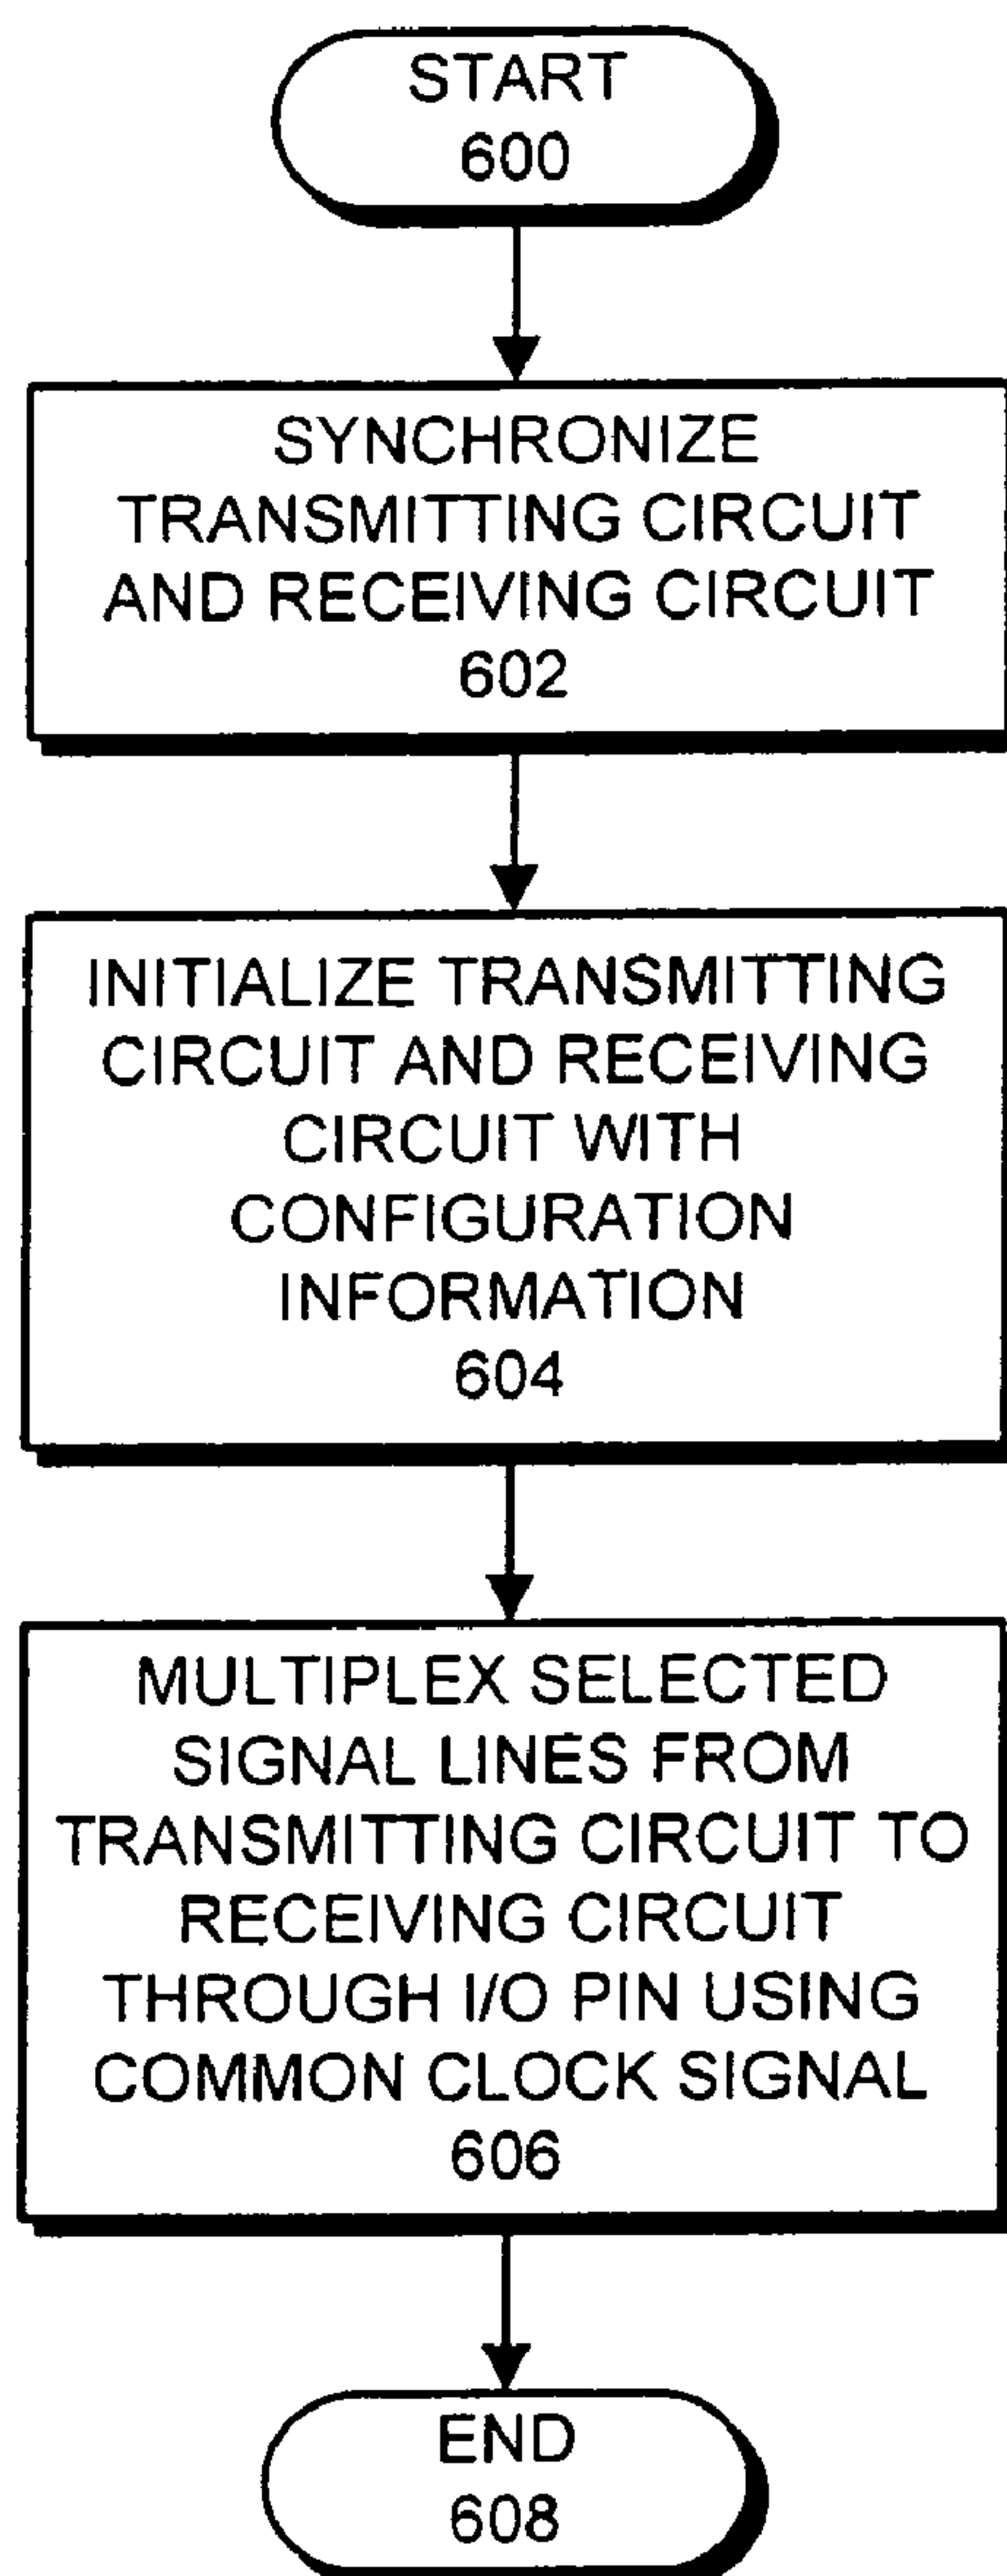 START
600
SYNCHRONIZE
TRANSMITTING CIRCUIT
AND RECEIVING CIRCUIT
602
INITIALIZE TRANSMITTING
CIRCUIT AND RECEIVING
CIRCUIT WITH
CONFIGURATION
INFORMATION
604
MULTIPLEX SELECTED
SIGNAL LINES FROM
TRANSMITTING CIRCUIT TO
RECEIVING CIRCUIT
THROUGH I/O PIN USING
COMMON CLOCK SIGNAL
606
END
608